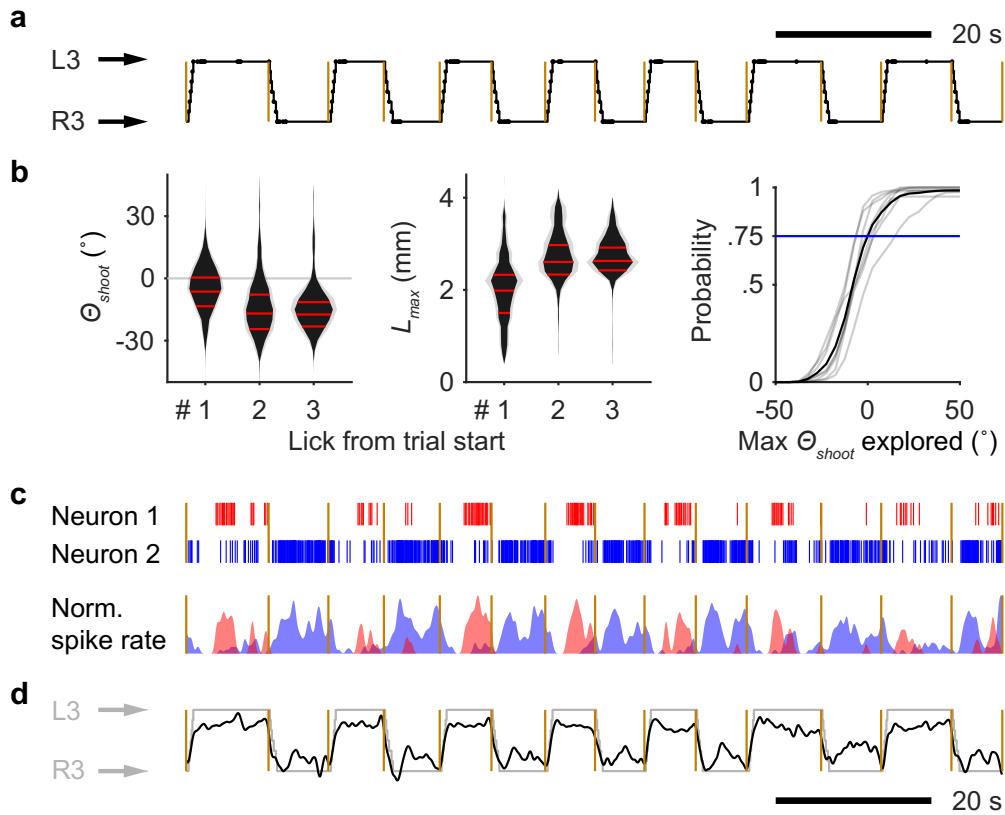 a
20 s
L3
R3
b
30
0
-30
Θshoot (°)
# 1 2 3
4
2
0
Lmax (mm)
# 1 2 3
Lick from trial start
1
.75
.5
0
Probability
-50 0 50
Max Θshoot explored (°)
c
Neuron 1
Neuron 2
Norm.
spike rate
d
L3
R3
20 s